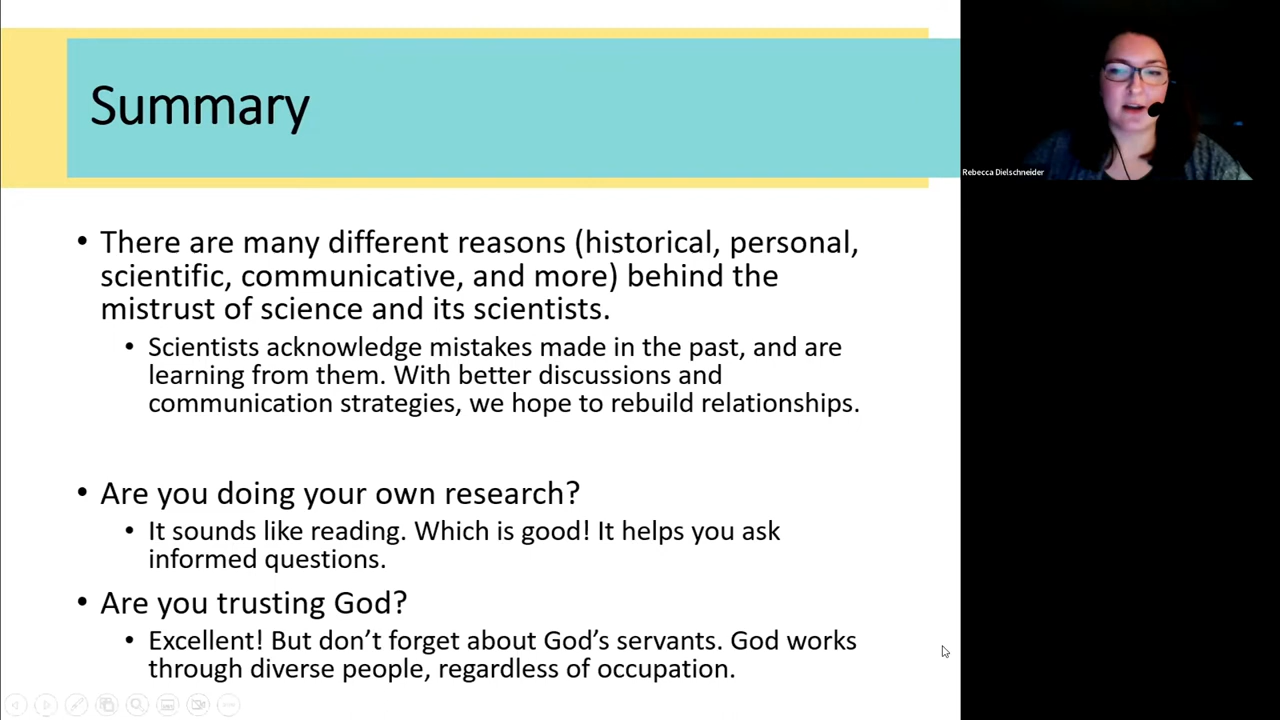 Summary
Rebecca Dielschneider
• There are many different reasons (historical, personal,
scientific, communicative, and more) behind the
mistrust of science and its scientists.
• Scientists acknowledge mistakes made in the past, and are
learning from them. With better discussions and
communication strategies, we hope to rebuild relationships.
• Are you doing your own research?
• It sounds like reading. Which is good! It helps you ask
informed questions.
• Are you trusting God?
• Excellent! But don’t forget about God’s servants. God works
through diverse people, regardless of occupation.